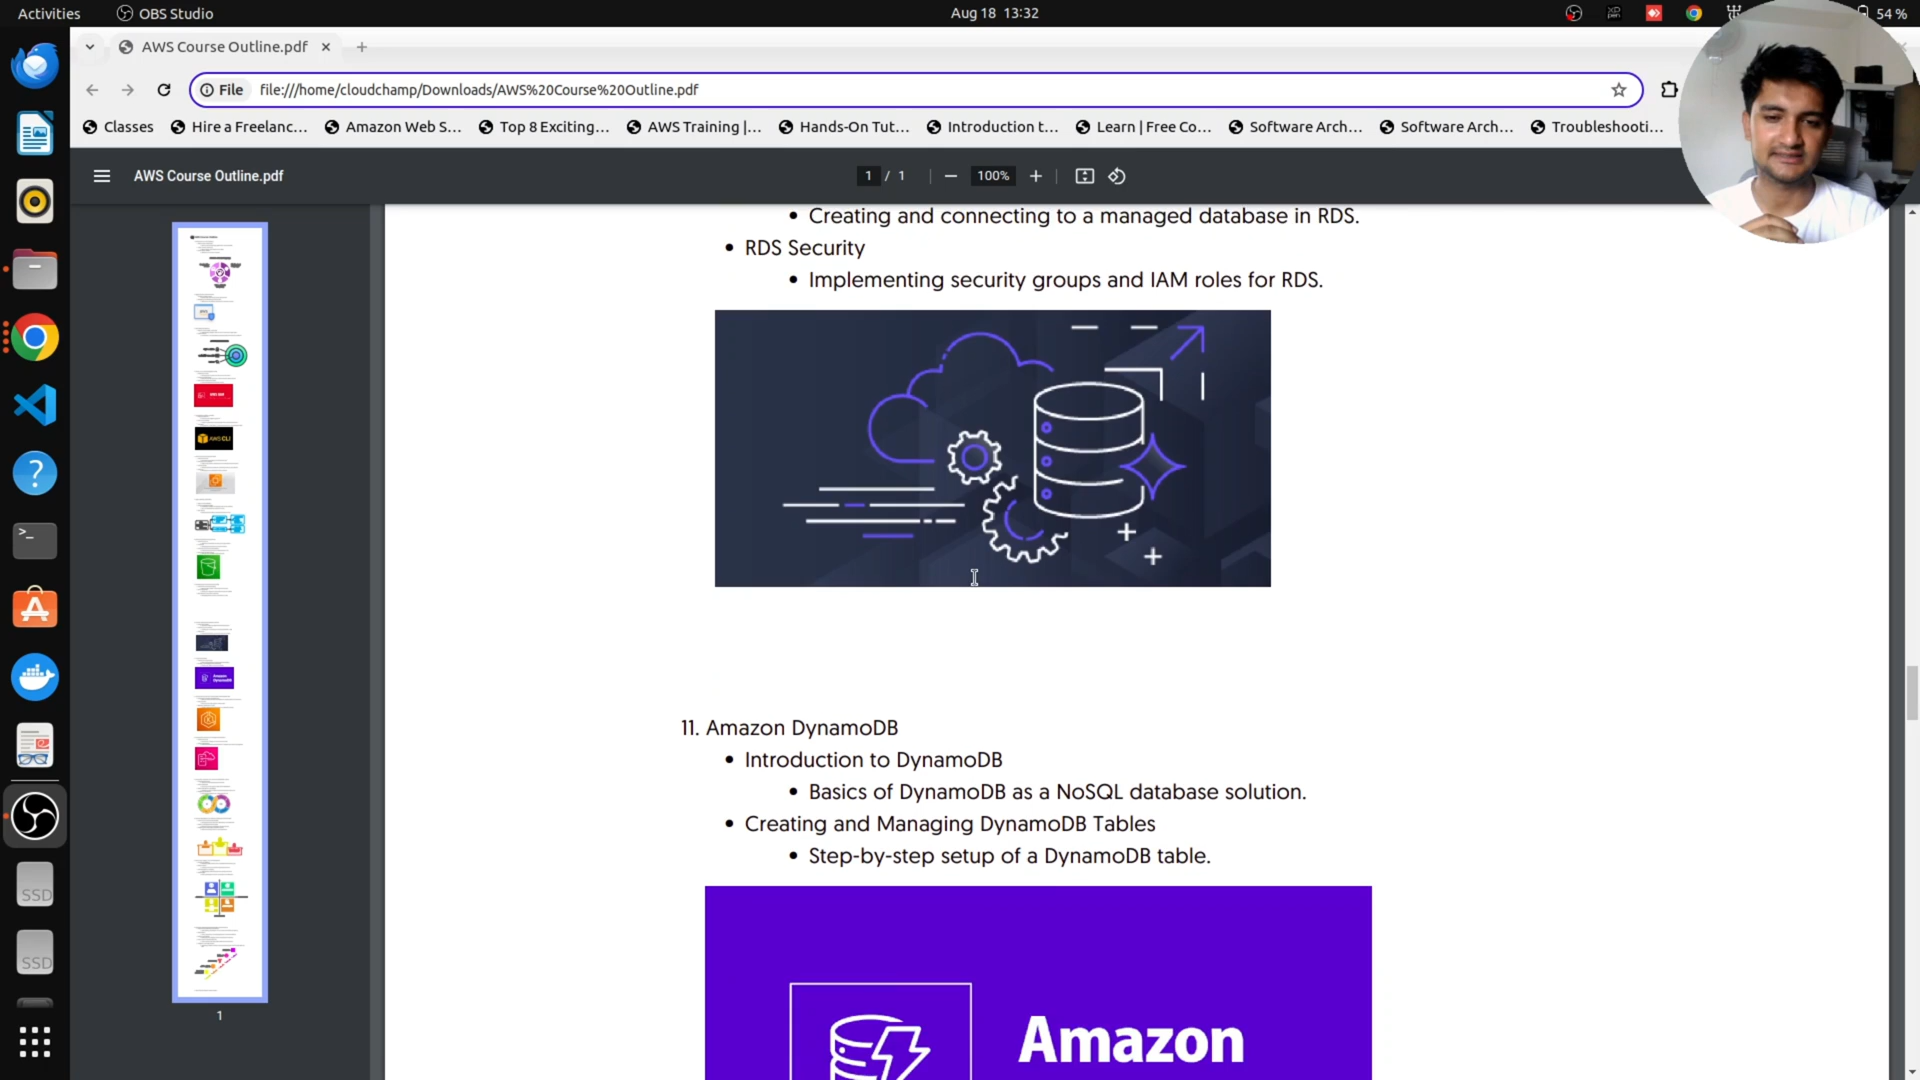 Activities
OBS Studio
Aug 18 13:32
54 %
AWS Course Outline.pdf
File
file:///home/cloudchamp/Downloads/AWS%20Course%20Outline.pdf
Classes
Hire a Freelanc...
Amazon Web S...
Top 8 Exciting...
AWS Training |...
Hands-On Tut...
Introduction t...
Learn | Free Co...
Software Arch...
Software Arch...
Troubleshooti...
AWS Course Outline.pdf
1 / 1
100%
• Creating and connecting to a managed database in RDS.
• RDS Security
• Implementing security groups and IAM roles for RDS.
11. Amazon DynamoDB
• Introduction to DynamoDB
• Basics of DynamoDB as a NoSQL database solution.
• Creating and Managing DynamoDB Tables
• Step-by-step setup of a DynamoDB table.
Amazon
1
SSD
SSD